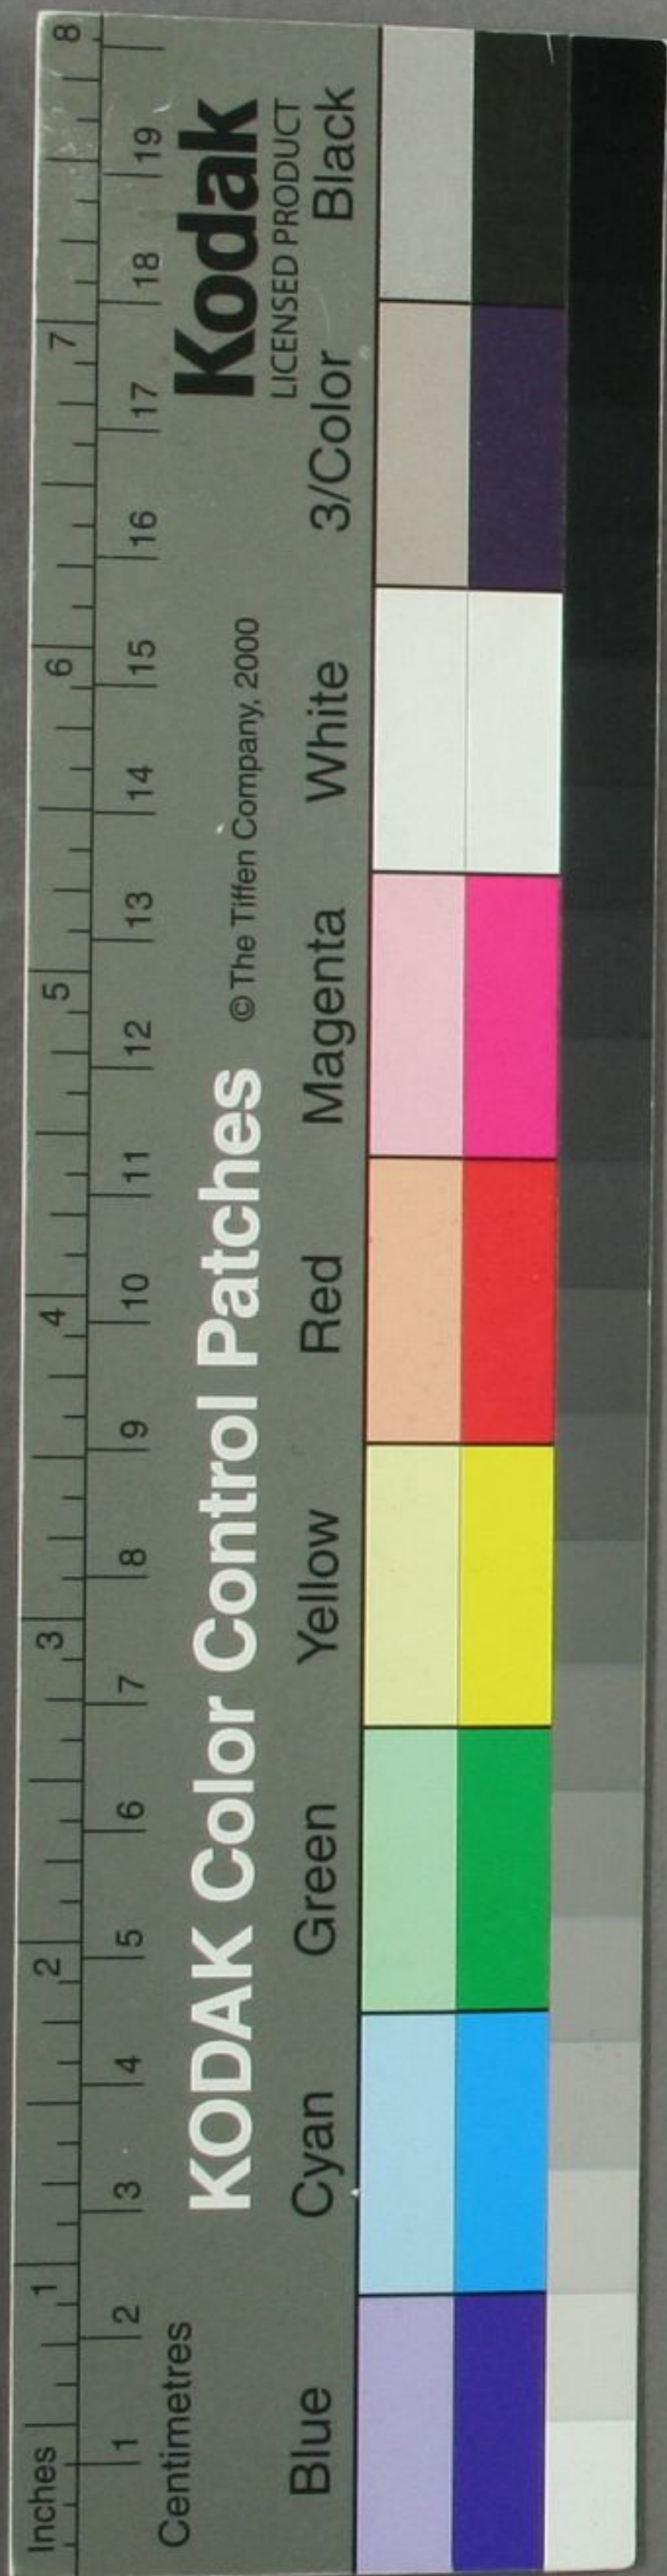 Inches 1 2 3 4 5 6 7 8
Centimetres 1 2 3 4 5 6 7 8 9 10 11 12 13 14 15 16 17 18 19
KODAK Color Control Patches © The Tiffen Company, 2000 Kodak
LICENSED PRODUCT
Blue Cyan Green Yellow Red Magenta White 3/Color Black